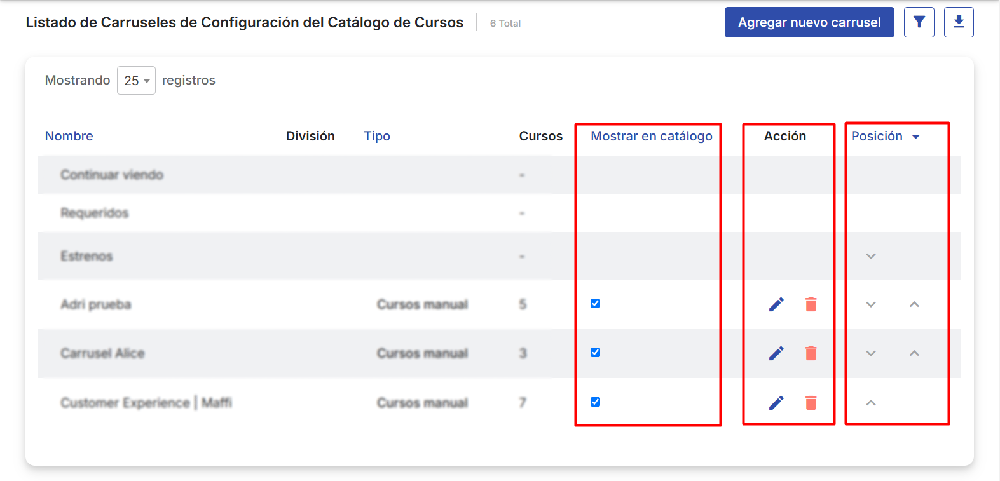 Listado de Carruseles de Configuración del Catálogo de Cursos 6 Total Agregar nuevo carrusel
Mostrando 25 registros
Nombre División Tipo Cursos Mostrar en catálogo Acción Posición
Continuar viendo -
Requeridos -
Estrenos -
Adri prueba Cursos manual 5
Carrusel Alice Cursos manual 3
Customer Experience | Maffi Cursos manual 7